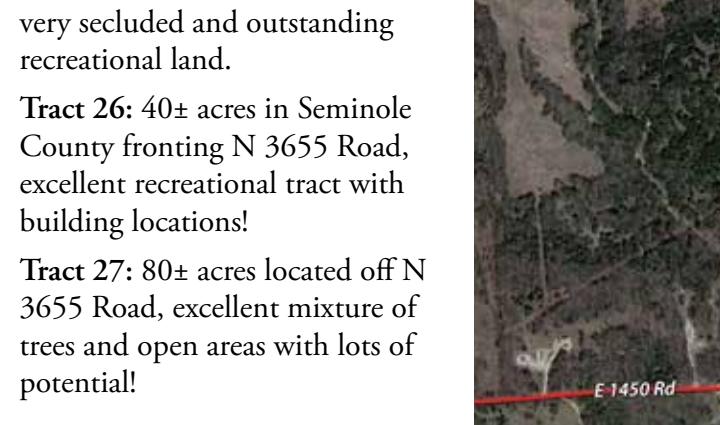 very secluded and outstanding
recreational land.
Tract 26: 40± acres in Seminole
County fronting N 3655 Road,
excellent recreational tract with
building locations!
Tract 27: 80± acres located off N
3655 Road, excellent mixture of
trees and open areas with lots of
potential!
E 1450 Rd